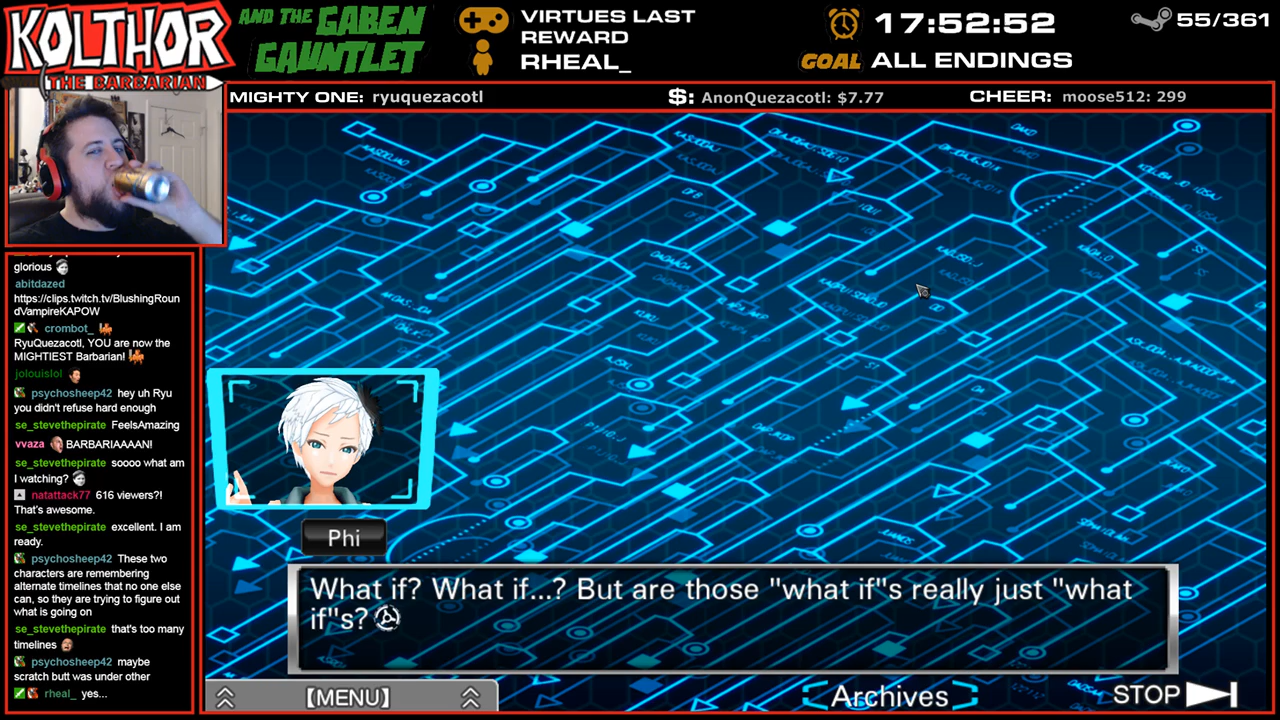 KOLTHOR
THE BARBARIAN
AND THE GABEN
GAUNTLET
VIRTUES LAST
REWARD
RHEAL_
17:52:52
GOAL ALL ENDINGS
55/361
MIGHTY ONE: ryuquezacotl
$: AnonQuezacotl: $7.77
CHEER: moose512: 299
glorious
abitdazed
https://clips.twitch.tv/BlushingRoun
dVampireKAPOW
crombot_
RyuQuezacotl, YOU are now the
MIGHTIEST Barbarian!
jolouislol
psychosheep42 hey uh Ryu
you didn't refuse hard enough
se_stevethepirate FeelsAmazing
vvaza BARBARIAAAAN!
se_stevethepirate soooo what am
I watching?
natattack77 616 viewers?!
That's awesome.
se_stevethepirate excellent. I am
ready.
psychosheep42 These two
characters are remembering
alternate timelines that no one else
can, so they are trying to figure out
what is going on
se_stevethepirate that's too many
timelines
psychosheep42 maybe
scratch butt was under other
rheal_ yes...
Phi
What if? What if...? But are those "what if"s really just "what
if"s?
[MENU]
Archives
STOP